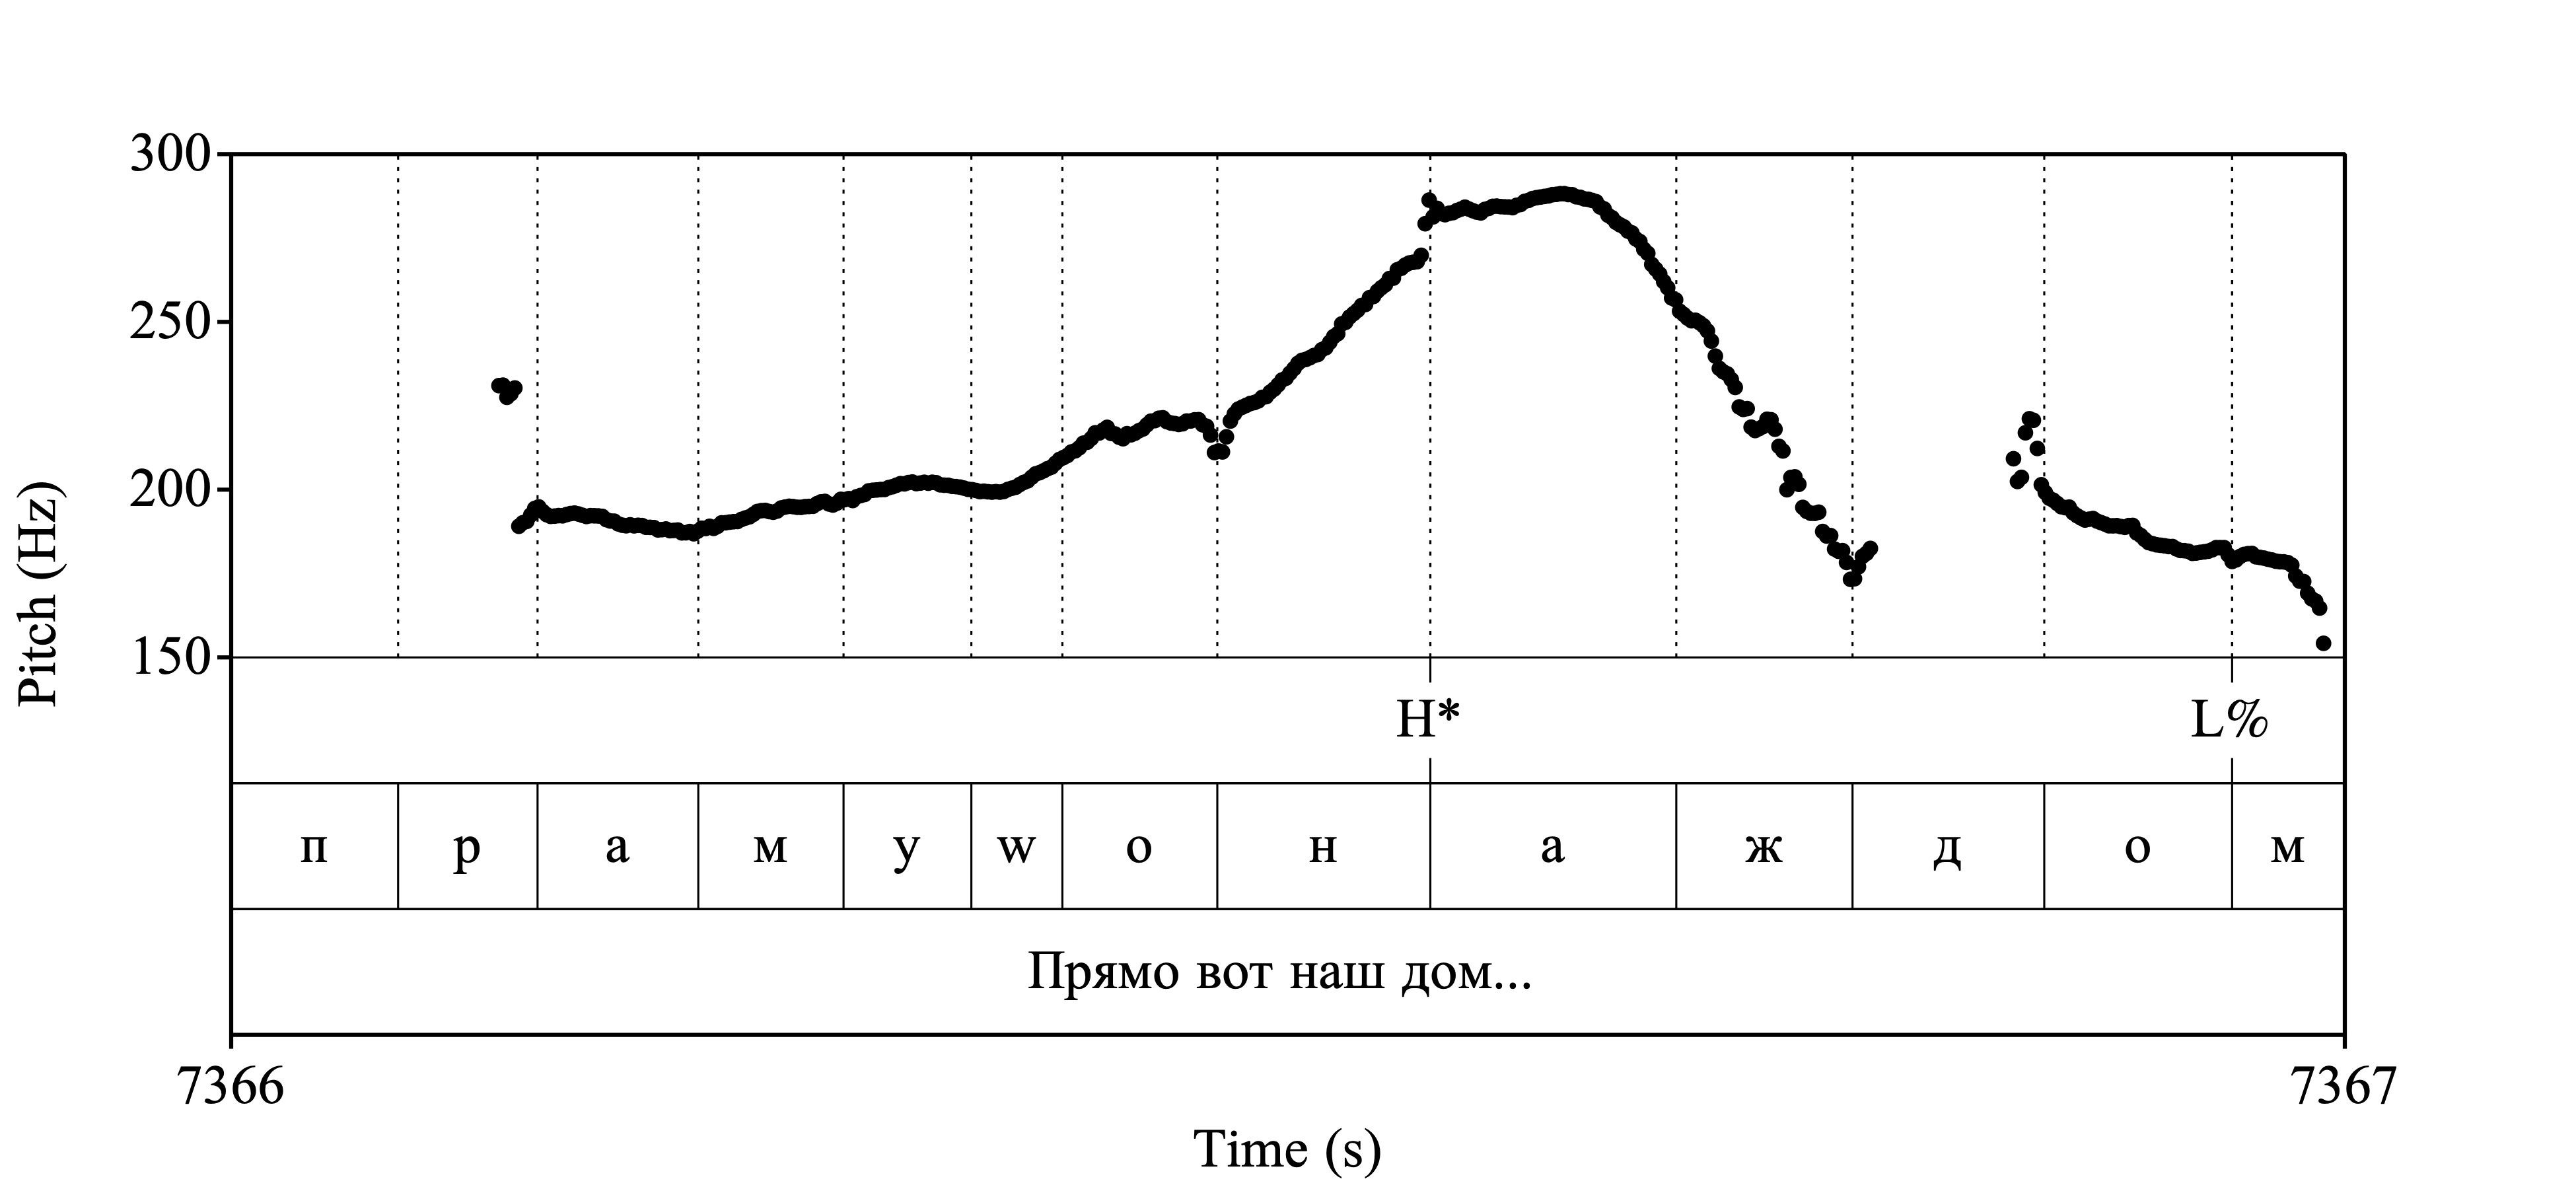 300
250
200
150
Pitch (Hz)
H* L%
п р а м у w о н а ж д о м
Прямо вот наш дом...
7366 7367
Time (s)